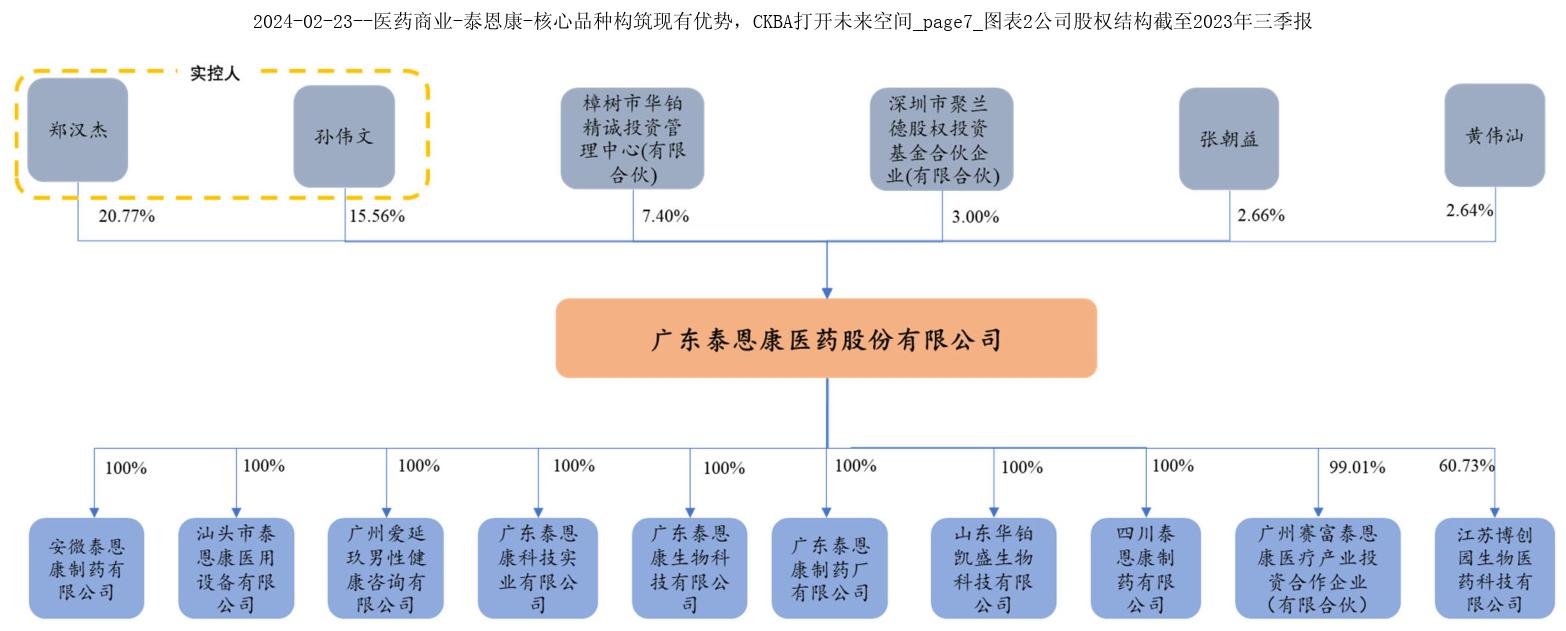 2024-02-23--医药商业-泰恩康-核心品种构筑现有优势，CKBA打开未来空间_page7_图表2公司股权结构截至2023年三季报
实控人
郑汉杰
孙伟文
樟树市华铂
精诚投资管
理中心(有限
合伙)
深圳市聚兰
德股权投资
基金合伙企
业(有限合伙)
张朝益
黄伟汕
20.77%
15.56%
7.40%
3.00%
2.66%
2.64%
广东泰恩康医药股份有限公司
100%
100%
100%
100%
100%
100%
100%
100%
99.01%
60.73%
安微泰恩
康制药有
限公司
汕头市泰
恩康医用
设备有限
公司
广州爱延
玖男性健
康咨询有
限公司
广东泰恩
康科技实
业有限公
司
广东泰恩
康生物科
技有限公
司
广东泰恩
康制药厂
有限公司
山东华铂
凯盛生物
科技有限
公司
四川泰
恩康制
药有限
公司
广州赛富泰恩
康医疗产业投
资合作企业
（有限合伙）
江苏博创
园生物医
药科技有
限公司